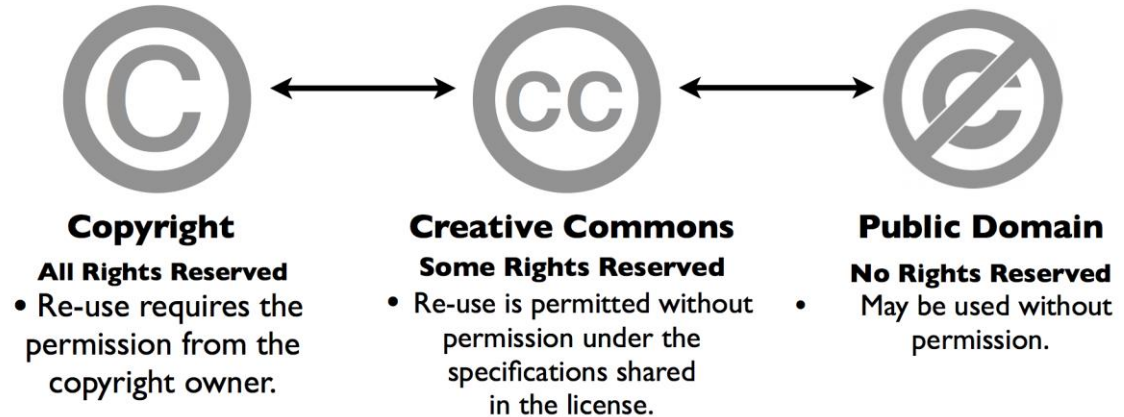 C
CC
C
Copyright
All Rights Reserved
• Re-use requires the
permission from the
copyright owner.
Creative Commons
Some Rights Reserved
• Re-use is permitted without
permission under the
specifications shared
in the license.
Public Domain
No Rights Reserved
• May be used without
permission.